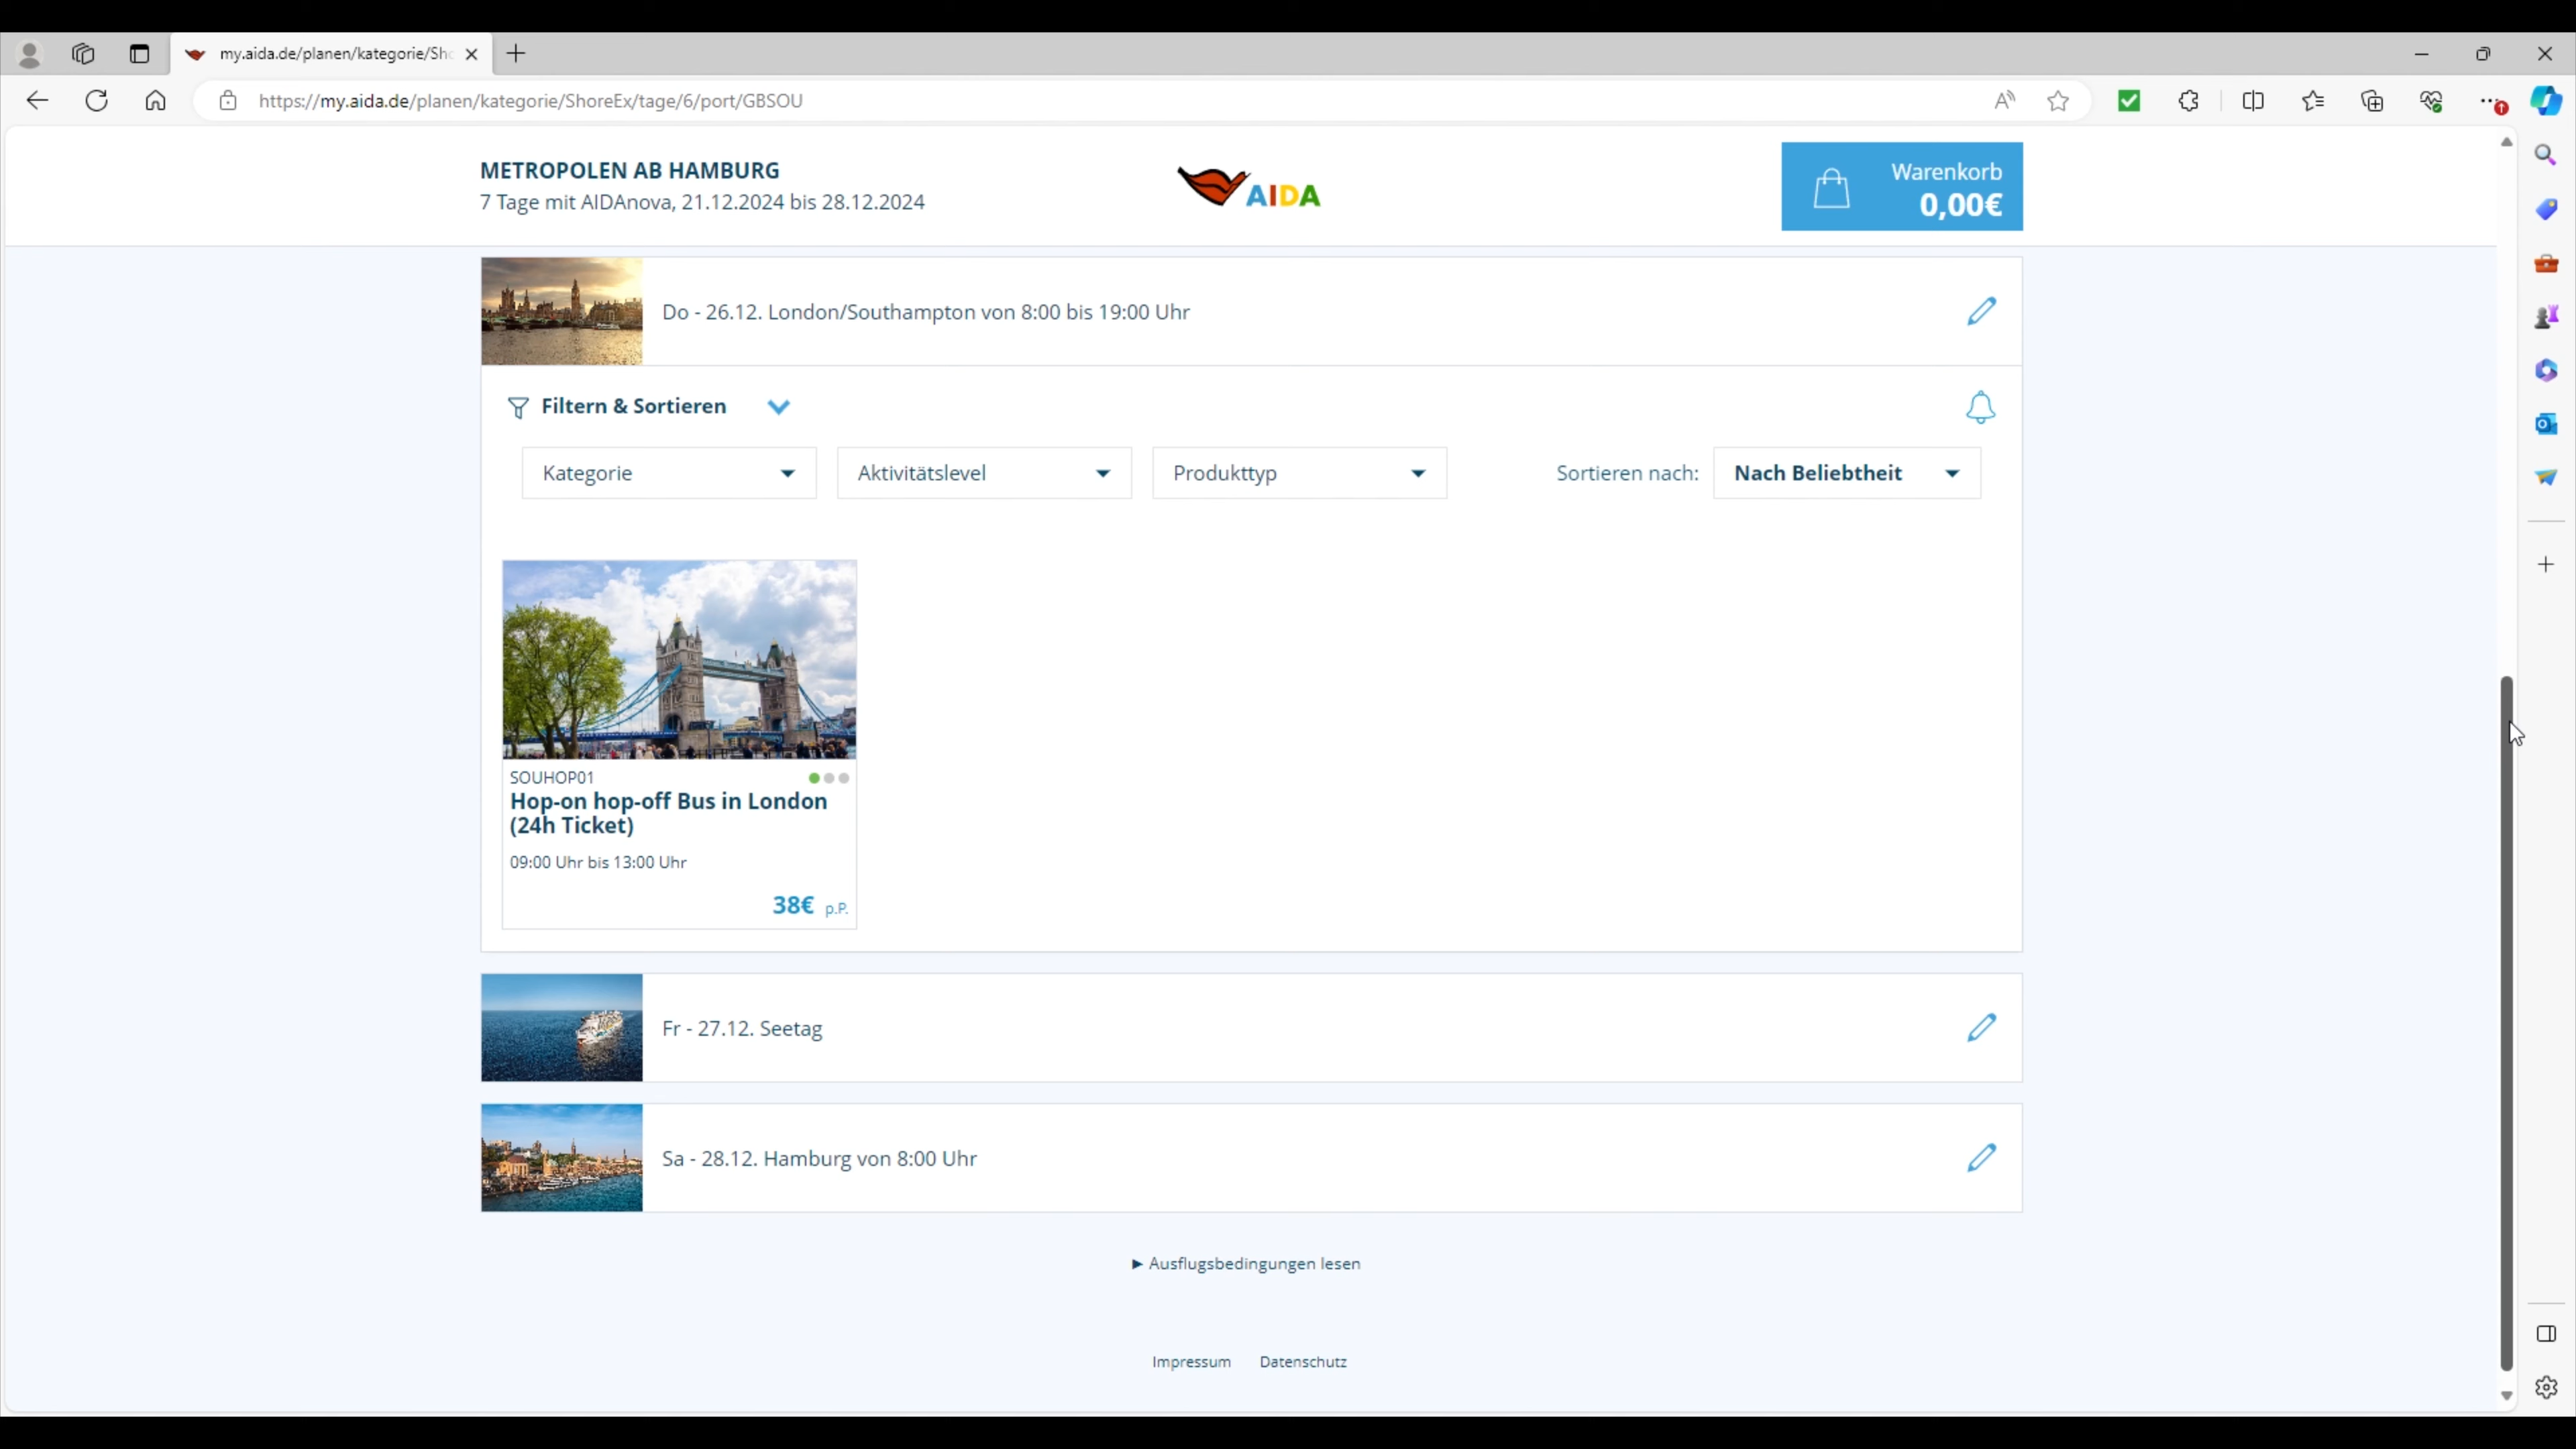 my.aida.de/planen/kategorie/Sh
https://my.aida.de/planen/kategorie/ShoreEx/tage/6/port/GBSOU
METROPOLEN AB HAMBURG
7 Tage mit AIDAnova, 21.12.2024 bis 28.12.2024
AIDA
Warenkorb
0,00€
Do - 26.12. London/Southampton von 8:00 bis 19:00 Uhr
Filtern & Sortieren
Kategorie
Aktivitätslevel
Produkttyp
Sortieren nach:
Nach Beliebtheit
SOUHOP01
Hop-on hop-off Bus in London
(24h Ticket)
09:00 Uhr bis 13:00 Uhr
38€ p.P.
Fr - 27.12. Seetag
Sa - 28.12. Hamburg von 8:00 Uhr
► Ausflugsbedingungen lesen
Impressum
Datenschutz